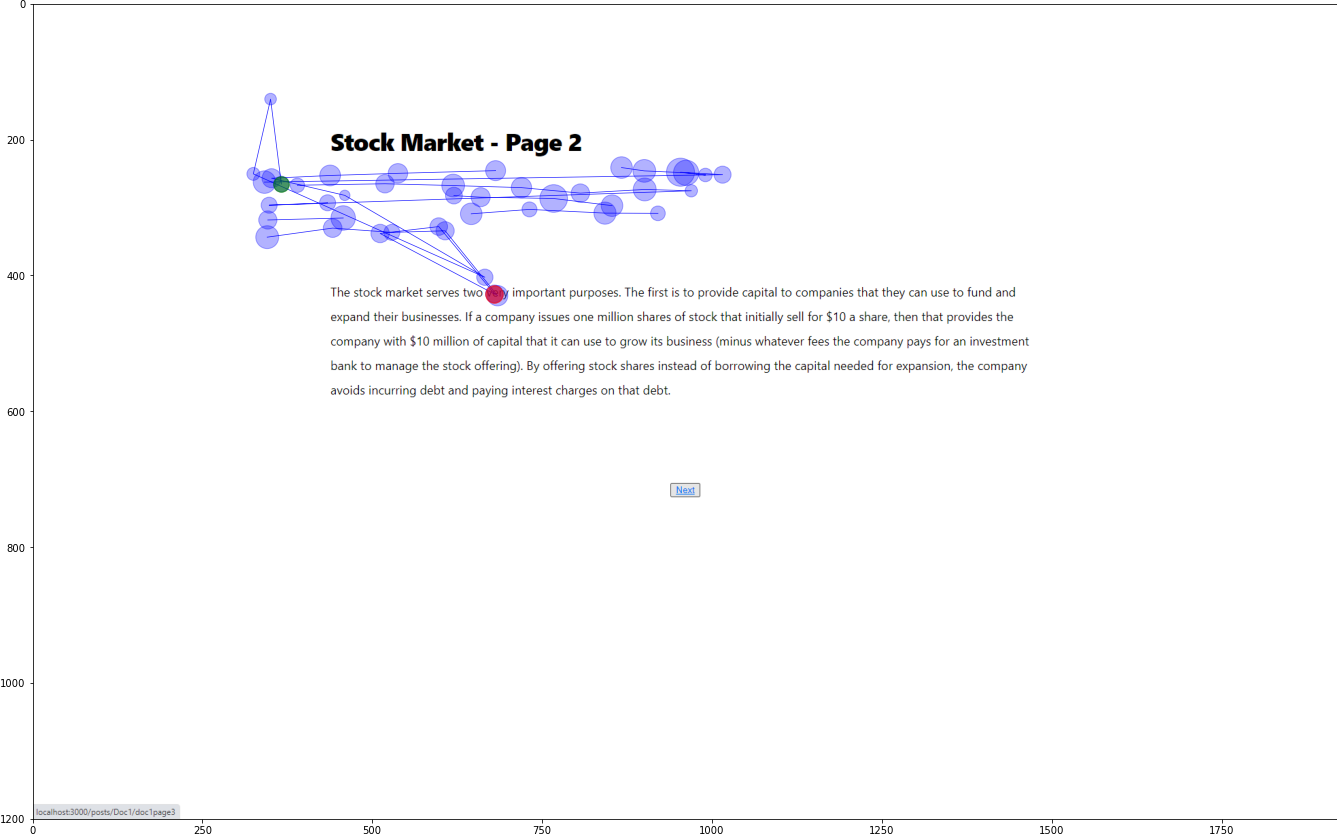 0
200
Stock Market - Page 2
400
The stock market serves two very important purposes. The first is to provide capital to companies that they can use to fund and
expand their businesses. If a company issues one million shares of stock that initially sell for $10 a share, then that provides the
company with $10 million of capital that it can use to grow its business (minus whatever fees the company pays for an investment
bank to manage the stock offering). By offering stock shares instead of borrowing the capital needed for expansion, the company
avoids incurring debt and paying interest charges on that debt.
600
Next
800
1000
localhost:3000/posts/Doc1/doc1page3
1200
0 250 500 750 1000 1250 1500 1750